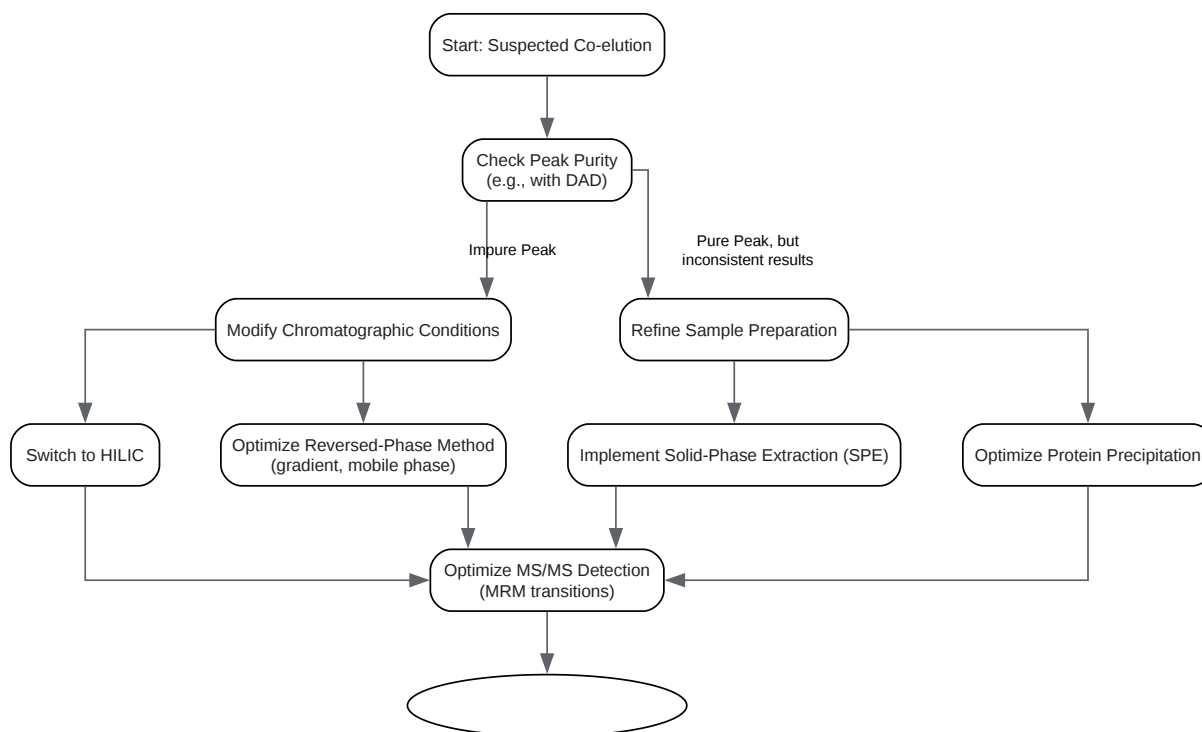 Start: Suspected Co-elution
Check Peak Purity
(e.g., with DAD)
Impure Peak
Pure Peak, but
inconsistent results
Modify Chromatographic Conditions
Refine Sample Preparation
Switch to HILIC
Optimize Reversed-Phase Method
(gradient, mobile phase)
Implement Solid-Phase Extraction (SPE)
Optimize Protein Precipitation
Optimize MS/MS Detection
(MRM transitions)